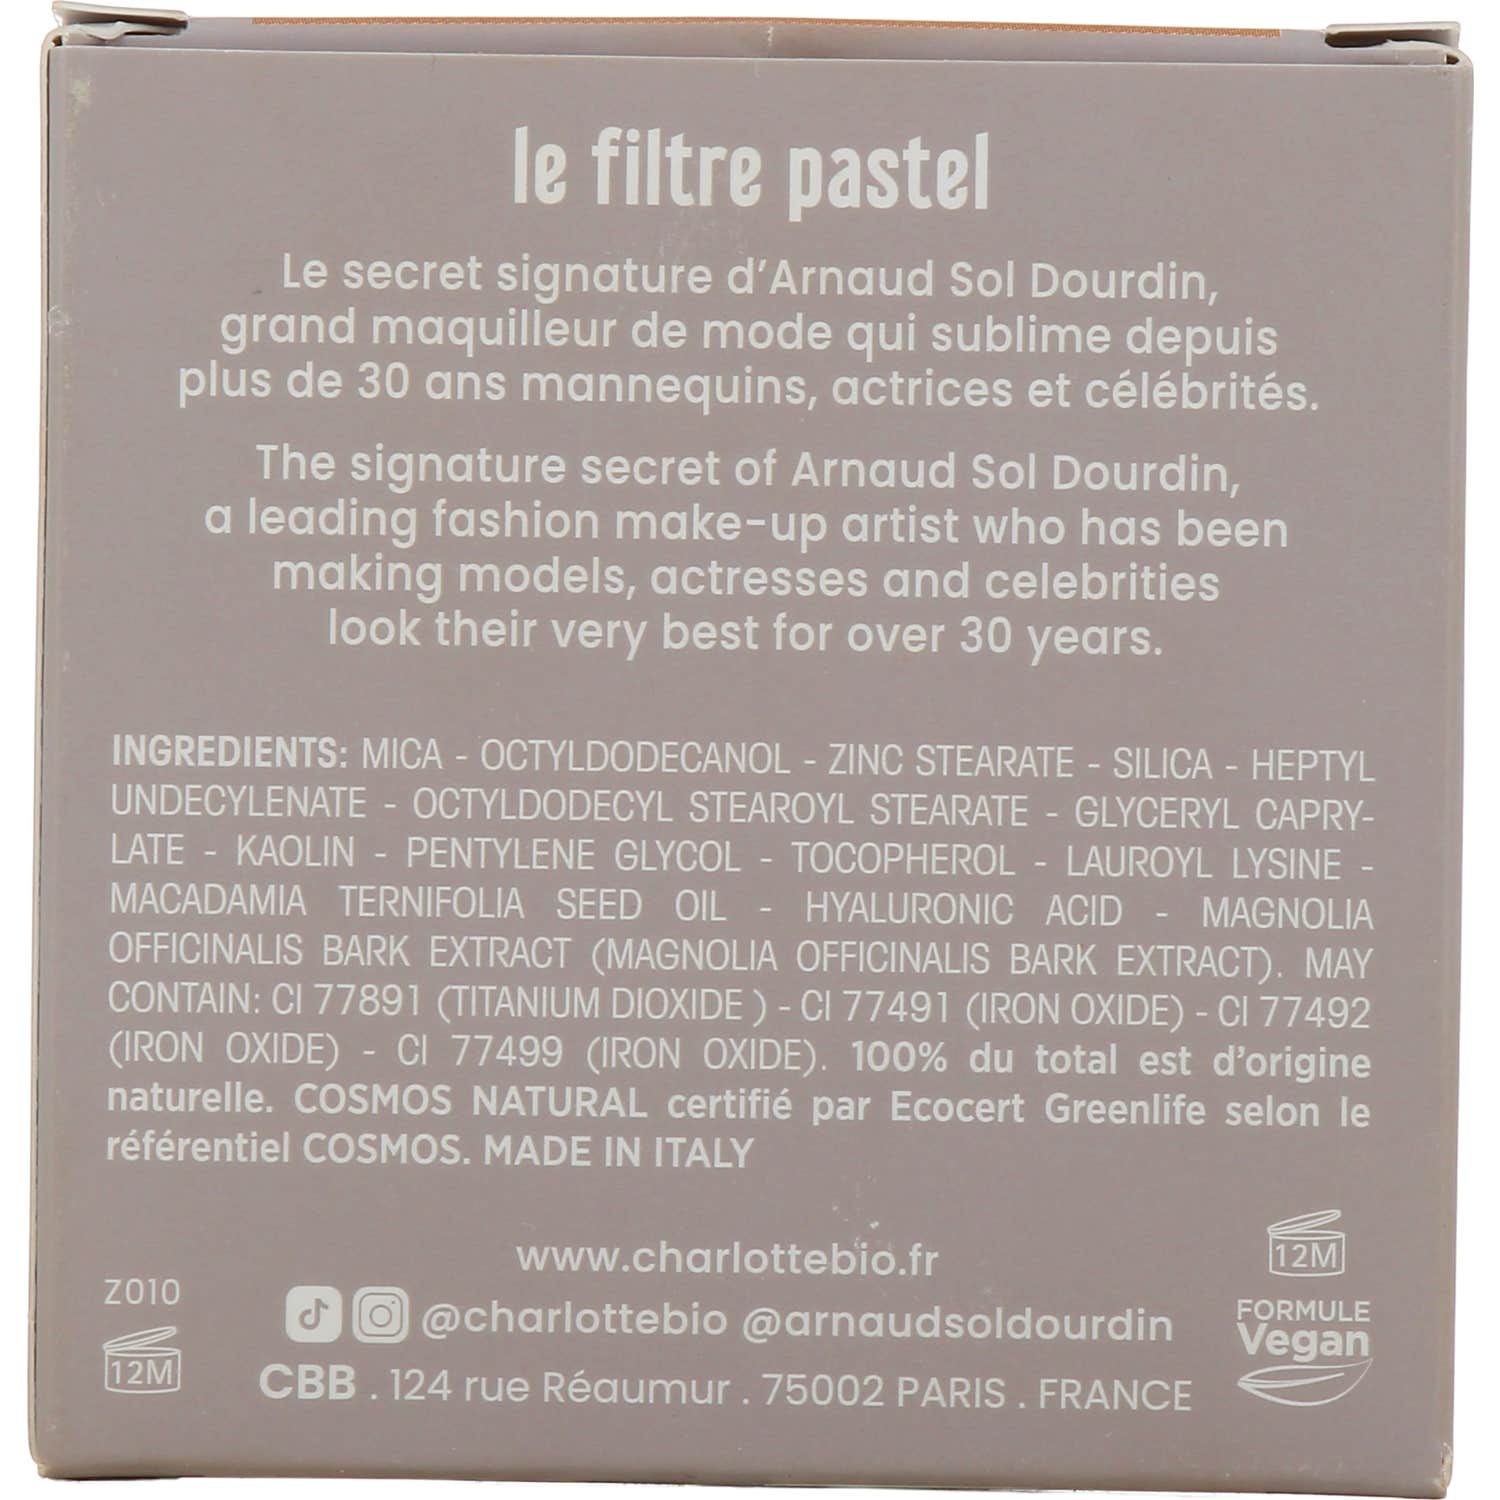 le filtre pastel
Le secret signature d'Arnaud Sol Dourdin,
grand maquilleur de mode qui sublime depuis
plus de 30 ans mannequins, actrices et célébrités.
The signature secret of Arnaud Sol Dourdin,
a leading fashion make-up artist who has been
making models, actresses and celebrities
look their very best for over 30 years.
INGREDIENTS: MICA - OCTYLDODECANOL - ZINC STEARATE - SILICA - HEPTYL
UNDECYLENATE - OCTYLDODECYL STEAROYL STEARATE - GLYCERYL CAPRY-
LATE - KAOLIN - PENTYLENE GLYCOL - TOCOPHEROL - LAUROYL LYSINE -
MACADAMIA TERNIFOLIA SEED OIL - HYALURONIC ACID - MAGNOLIA
OFFICINALIS BARK EXTRACT (MAGNOLIA OFFICINALIS BARK EXTRACT). MAY
CONTAIN: CI 77891 (TITANIUM DIOXIDE ) - CI 77491 (IRON OXIDE) - CI 77492
(IRON OXIDE) - CI 77499 (IRON OXIDE). 100% du total est d'origine
naturelle. COSMOS NATURAL certifié par Ecocert Greenlife selon le
référentiel COSMOS. MADE IN ITALY
www.charlottebio.fr
12M
Z010
@charlottebio @arnaudsoldourdin
FORMULE
Vegan
12M
CBB . 124 rue Réaumur . 75002 PARIS . FRANCE